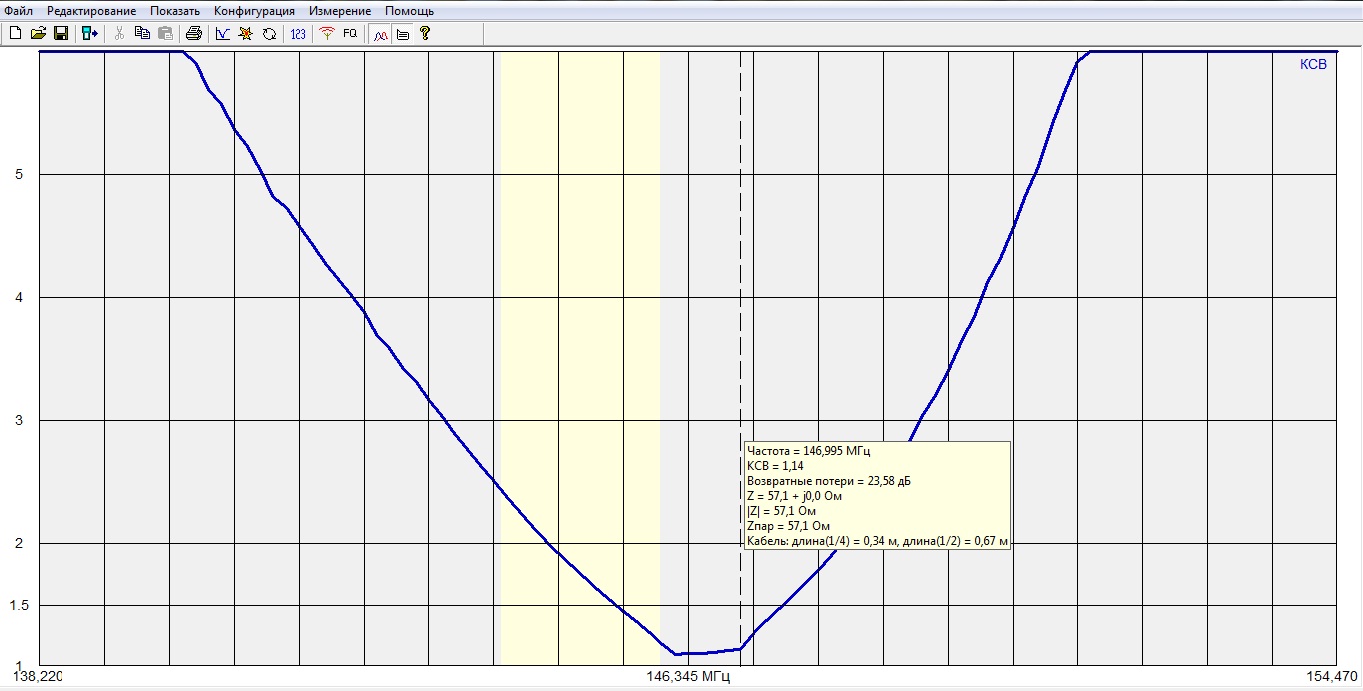 Файл Редактирование Показать Конфигурация Измерение Помощь
123 FQ ?
КСВ
5
4
3
Частота = 146,995 МГц
КСВ = 1,14
Возвратные потери = 23,58 дБ
Z = 57,1 + j0,0 Ом
|Z| = 57,1 Ом
Zпар = 57,1 Ом
Кабель: длина(1/4) = 0,34 м, длина(1/2) = 0,67 м
2
1.5
1
138,220 146,345 МГц 154,470